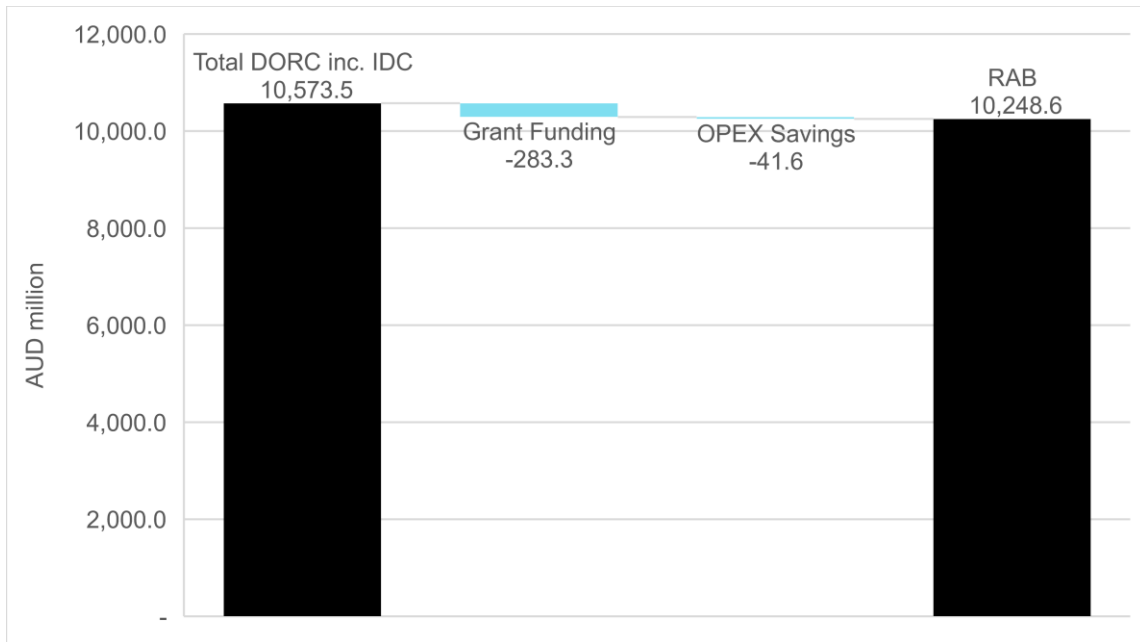 12,000.0
10,000.0
8,000.0
6,000.0
4,000.0
2,000.0
-
AUD million
Total DORC inc. IDC
10,573.5
Grant Funding
-283.3
OPEX Savings
-41.6
RAB
10,248.6